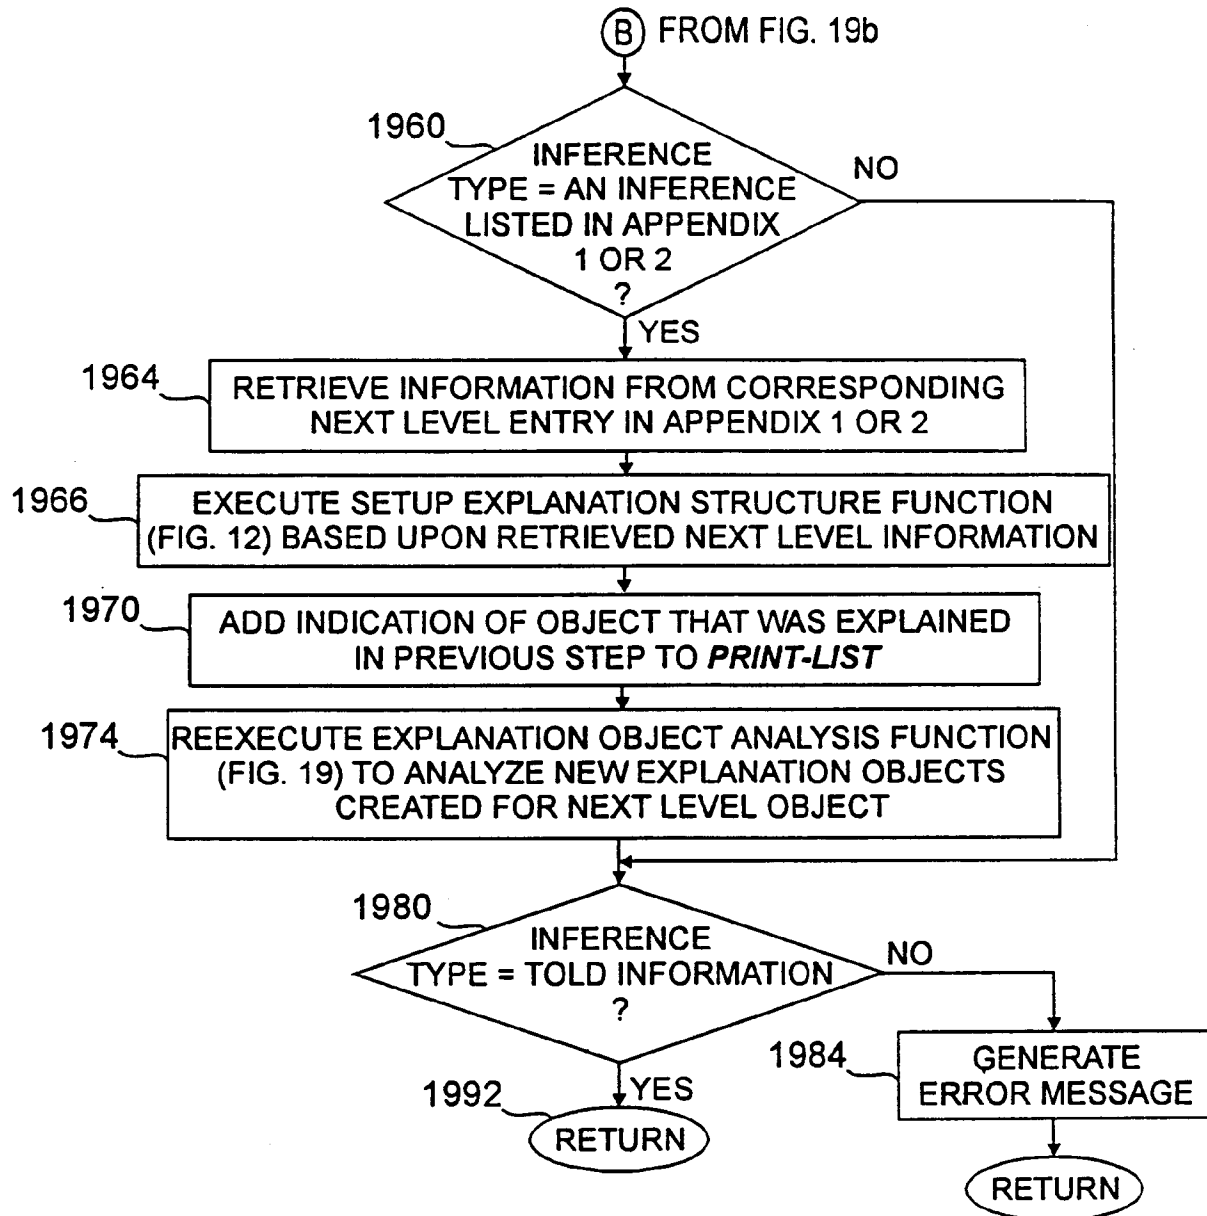 B FROM FIG. 19b
1960
INFERENCE
TYPE = AN INFERENCE
LISTED IN APPENDIX
1 OR 2
?
NO
YES
1964
RETRIEVE INFORMATION FROM CORRESPONDING
NEXT LEVEL ENTRY IN APPENDIX 1 OR 2
1966
EXECUTE SETUP EXPLANATION STRUCTURE FUNCTION
(FIG. 12) BASED UPON RETRIEVED NEXT LEVEL INFORMATION
1970
ADD INDICATION OF OBJECT THAT WAS EXPLAINED
IN PREVIOUS STEP TO PRINT-LIST
1974
REEXECUTE EXPLANATION OBJECT ANALYSIS FUNCTION
(FIG. 19) TO ANALYZE NEW EXPLANATION OBJECTS
CREATED FOR NEXT LEVEL OBJECT
1980
INFERENCE
TYPE = TOLD INFORMATION
?
NO
YES
1984
GENERATE
ERROR MESSAGE
1992
RETURN
RETURN